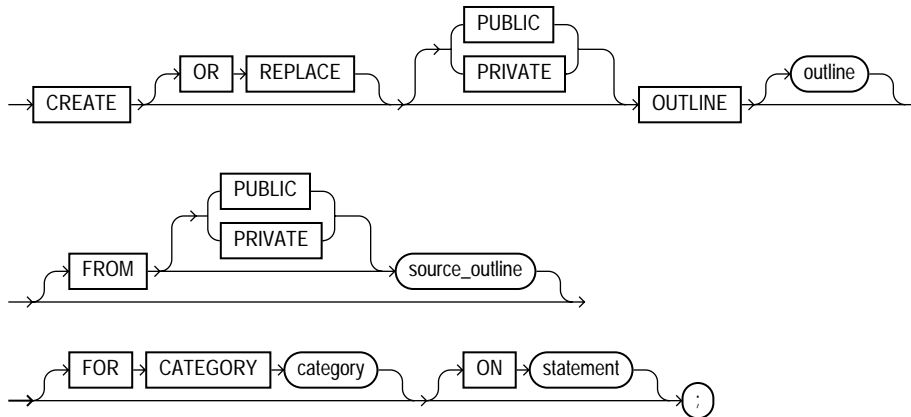 PUBLIC
OR REPLACE PRIVATE outline
CREATE OUTLINE
PUBLIC
PRIVATE
FROM source_outline
FOR CATEGORY category ON statement
;